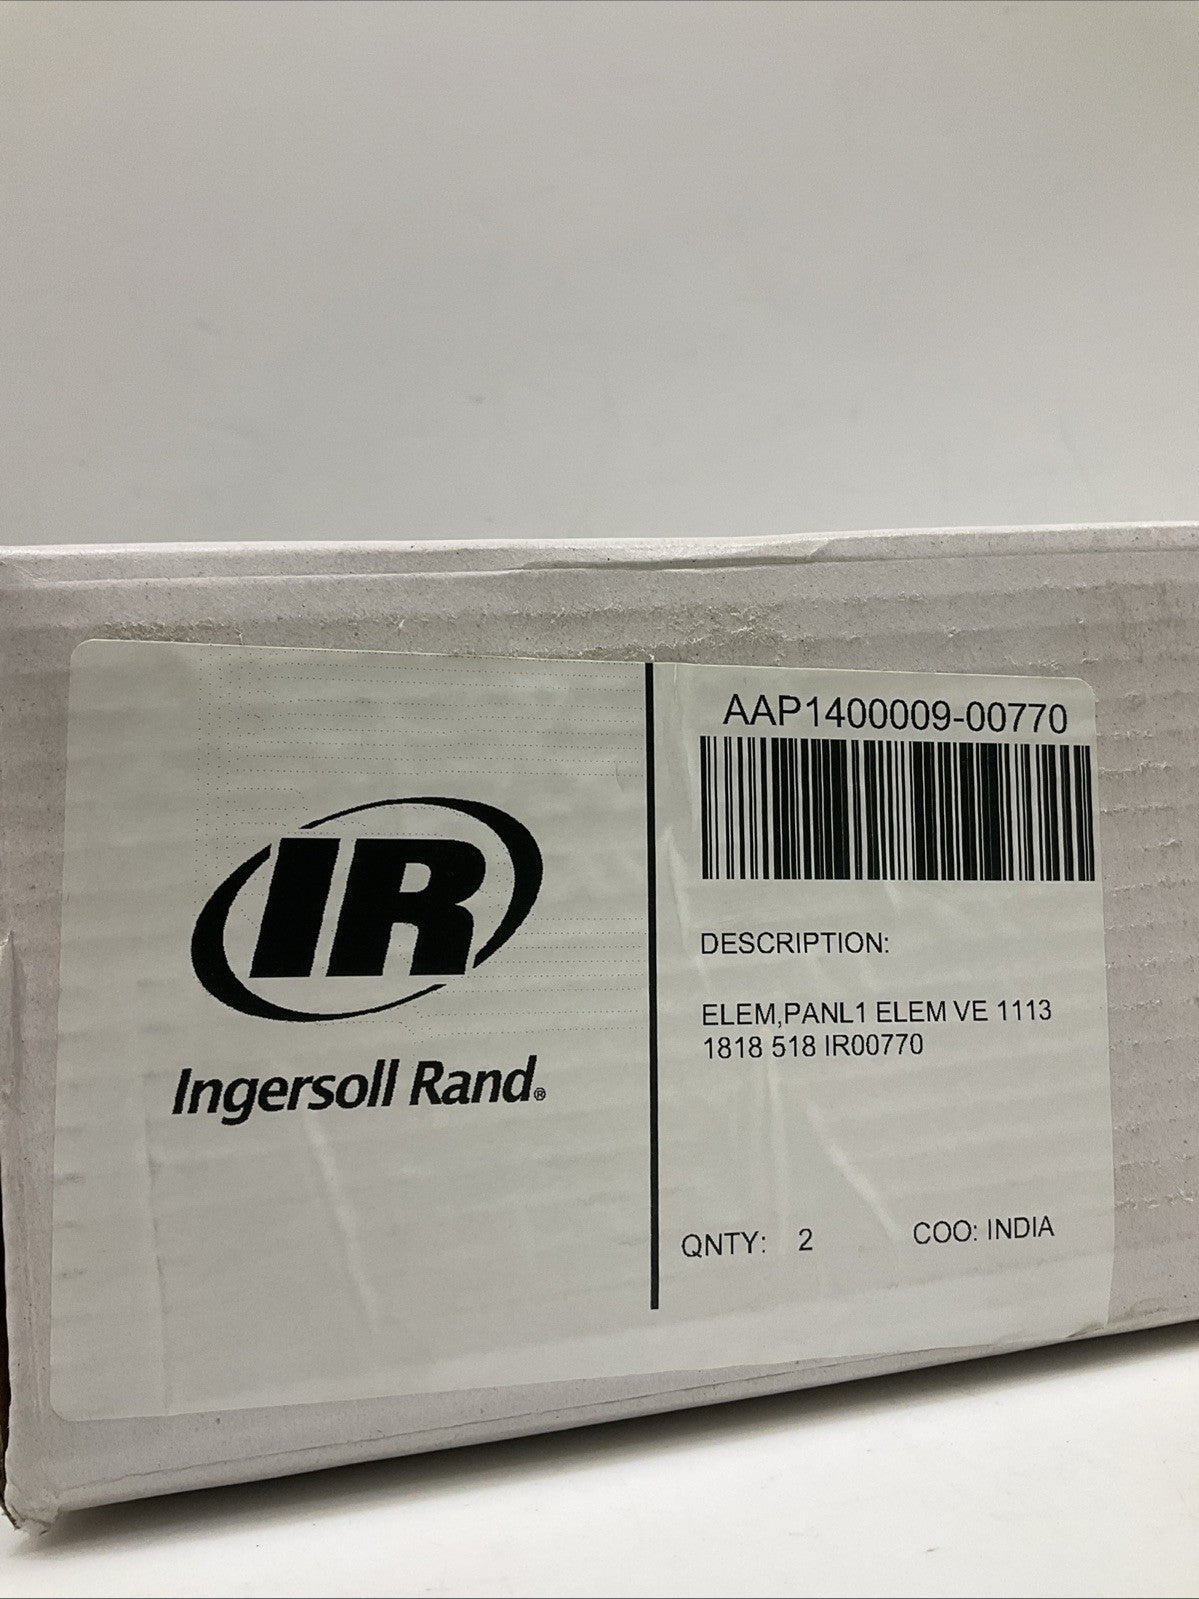 IR
Ingersoll Rand®
AAP1400009-00770
DESCRIPTION:
ELEM,PANL1 ELEM VE 1113
1818 518 IR00770
QNTY: 2 COO: INDIA